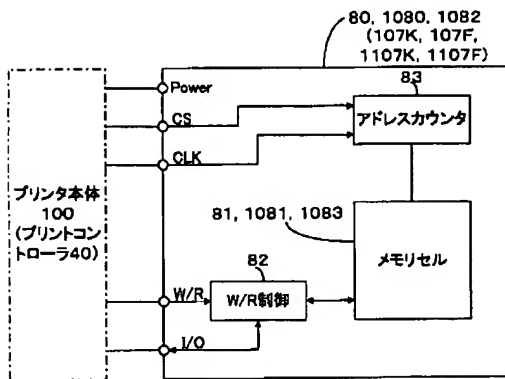 80, 1080, 1082
(107K, 107F,
1107K, 1107F)
83
Power
CS
アドレスカウンタ
CLK
プリンタ本体
100
(プリントコン
トローラ40)
81, 1081, 1083
メモリセル
82
W/R
W/R制御
I/O